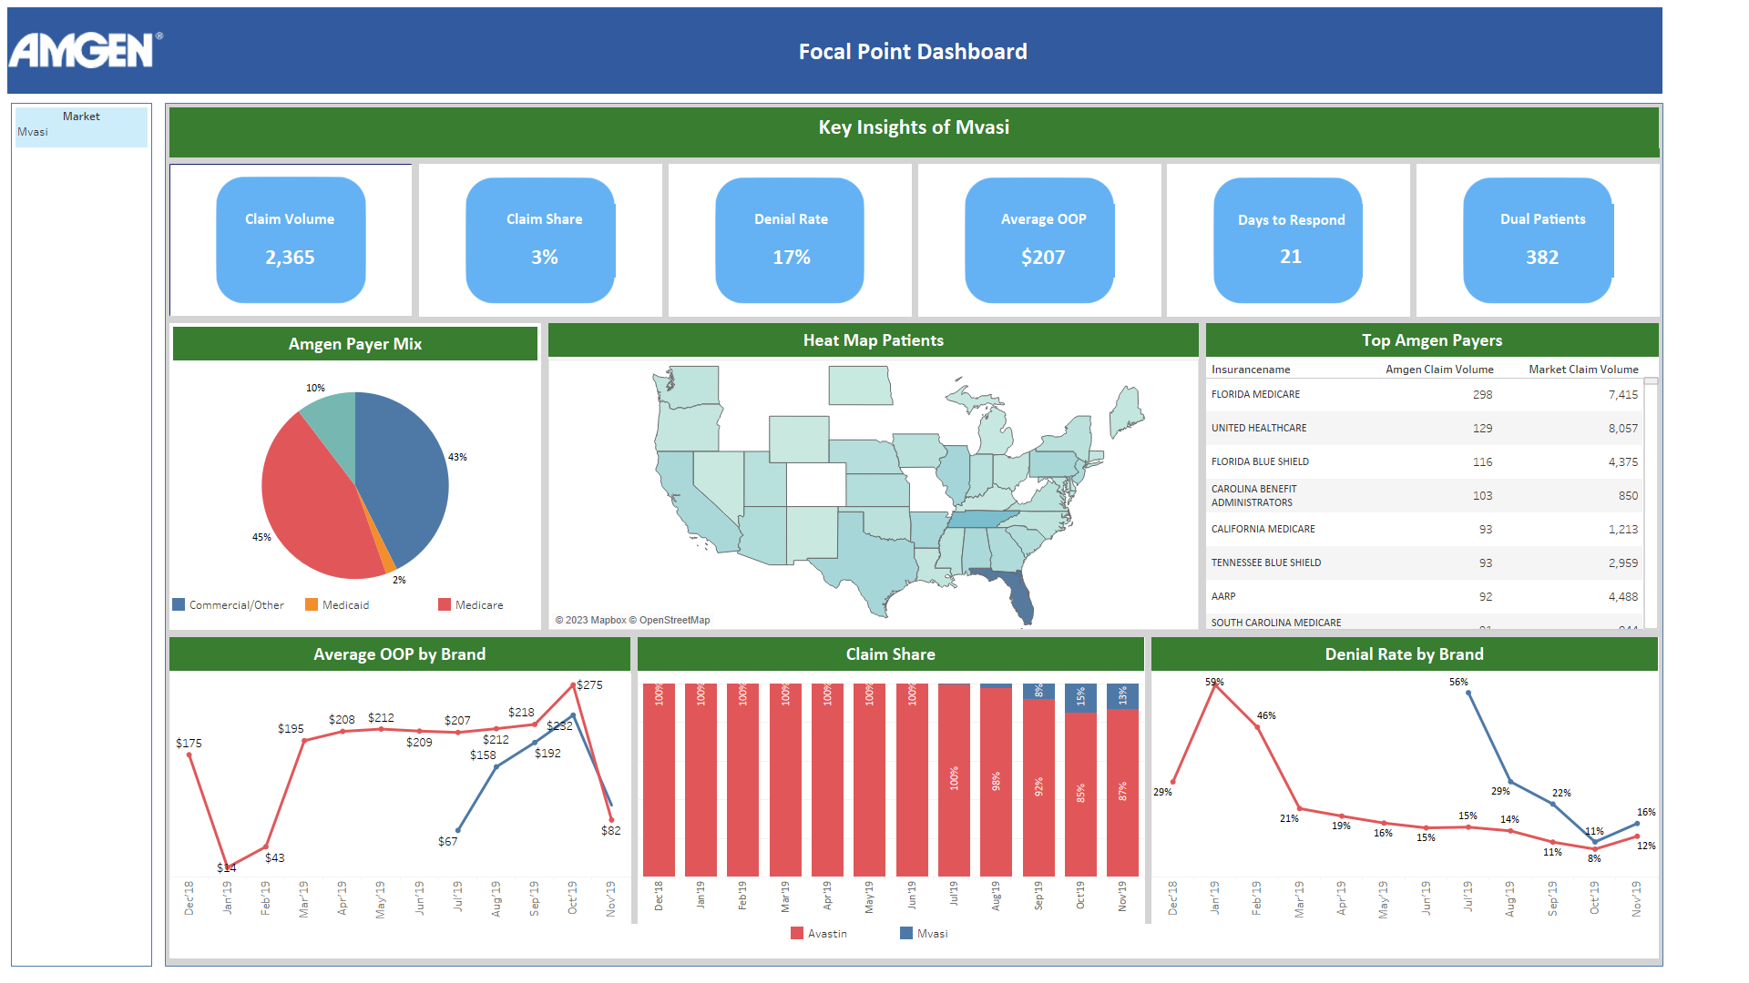 AMGEN®
Focal Point Dashboard
Market
Mvasi
Key Insights of Mvasi
Claim Volume
2,365
Claim Share
3%
Denial Rate
17%
Average OOP
$207
Days to Respond
21
Dual Patients
382
Amgen Payer Mix
10%
43%
45%
2%
Commercial/Other Medicaid Medicare
Heat Map Patients
© 2023 Mapbox © OpenStreetMap
Top Amgen Payers
Insurancename Amgen Claim Volume Market Claim Volume
FLORIDA MEDICARE 298 7,415
UNITED HEALTHCARE 129 8,057
FLORIDA BLUE SHIELD 116 4,375
CAROLINA BENEFIT
ADMINISTRATORS 103 850
CALIFORNIA MEDICARE 93 1,213
TENNESSEE BLUE SHIELD 93 2,959
AARP 92 4,488
SOUTH CAROLINA MEDICARE
Average OOP by Brand
$275
$218
$208 $212 $207
$195
$232
$209 $212
$175
$158 $192
$67
$82
$43
$14
Dec'18 Jan'19 Feb'19 Mar'19 Apr'19 May'19 Jun'19 Jul'19 Aug'19 Sep'19 Oct'19 Nov'19
Claim Share
100% 100% 100% 100% 100% 100% 100% 8% 15% 13%
100% 98% 92% 85% 87%
Dec'18 Jan'19 Feb'19 Mar'19 Apr'19 May'19 Jun'19 Jul'19 Aug'19 Sep'19 Oct'19 Nov'19
Avastin Mvasi
Denial Rate by Brand
59% 56%
46%
29% 29% 22%
21% 19% 16% 15% 15% 14% 11% 11% 8% 16% 12%
Dec'18 Jan'19 Feb'19 Mar'19 Apr'19 May'19 Jun'19 Jul'19 Aug'19 Sep'19 Oct'19 Nov'19